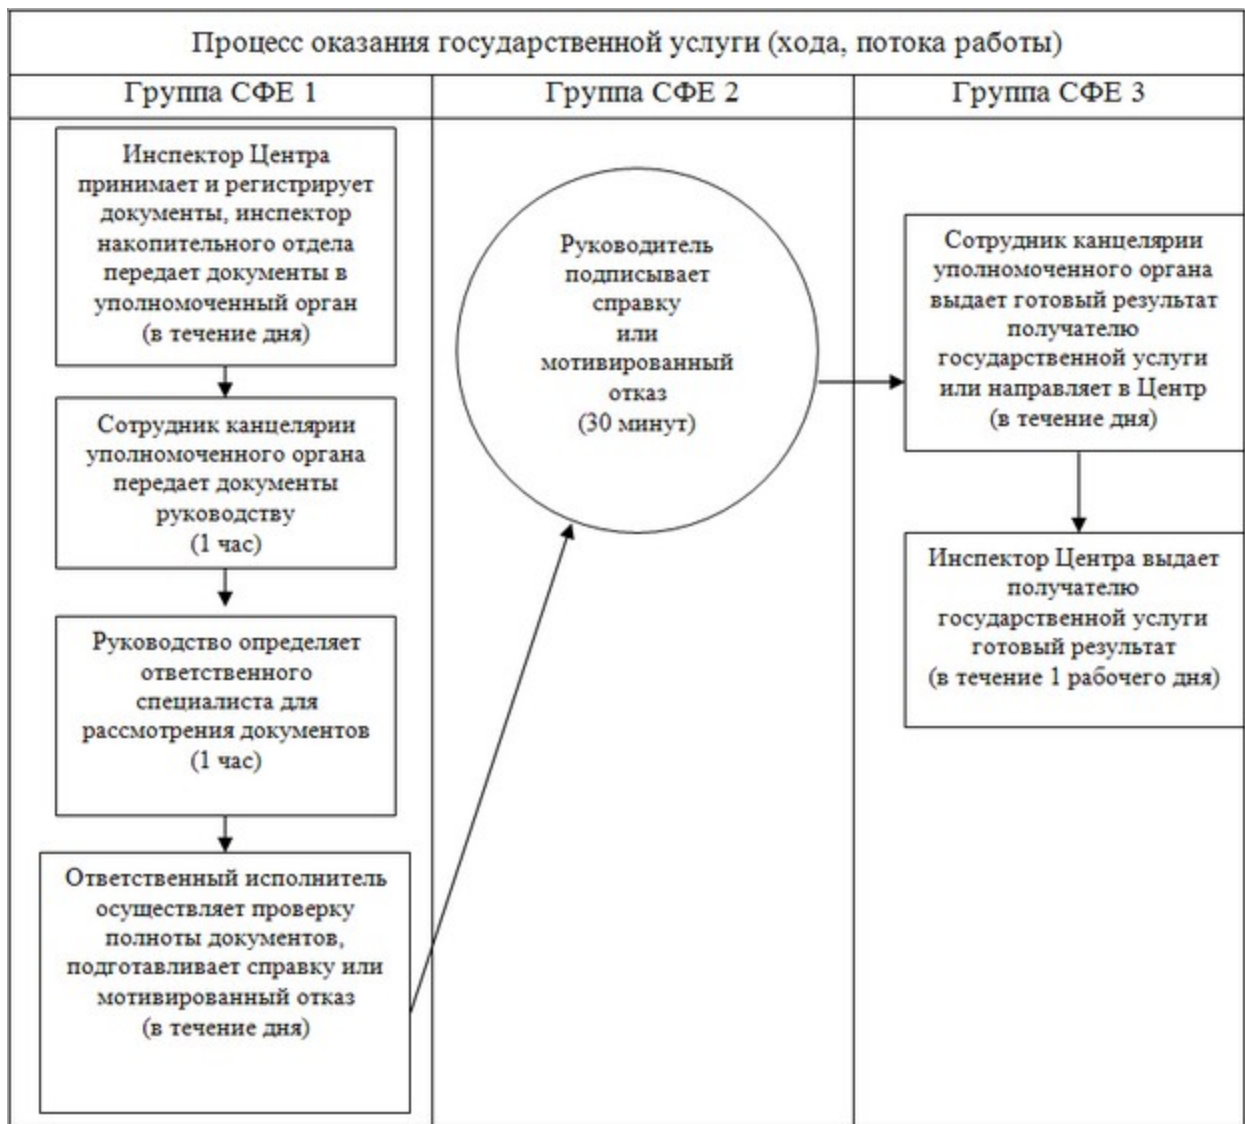 Процесс оказания государственной услуги (хода, потока работы)
Группа СФЕ 1
Группа СФЕ 2
Группа СФЕ 3
Инспектор Центра
принимает и регистрирует
документы, инспектор
накопительного отдела
передает документы в
уполномоченный орган
(в течение дня)
Сотрудник канцелярии
уполномоченного органа
передает документы
руководству
(1 час)
Руководство определяет
ответственного
специалиста для
рассмотрения документов
(1 час)
Ответственный исполнитель
осуществляет проверку
полноты документов,
подготавливает справку или
мотивированный отказ
(в течение дня)
Руководитель
подписывает
справку
или
мотивированный
отказ
(30 минут)
Сотрудник канцелярии
уполномоченного органа
выдает готовый результат
получателю
государственной услуги
или направляет в Центр
(в течение дня)
Инспектор Центра выдает
получателю
государственной услуги
готовый результат
(в течение 1 рабочего дня)